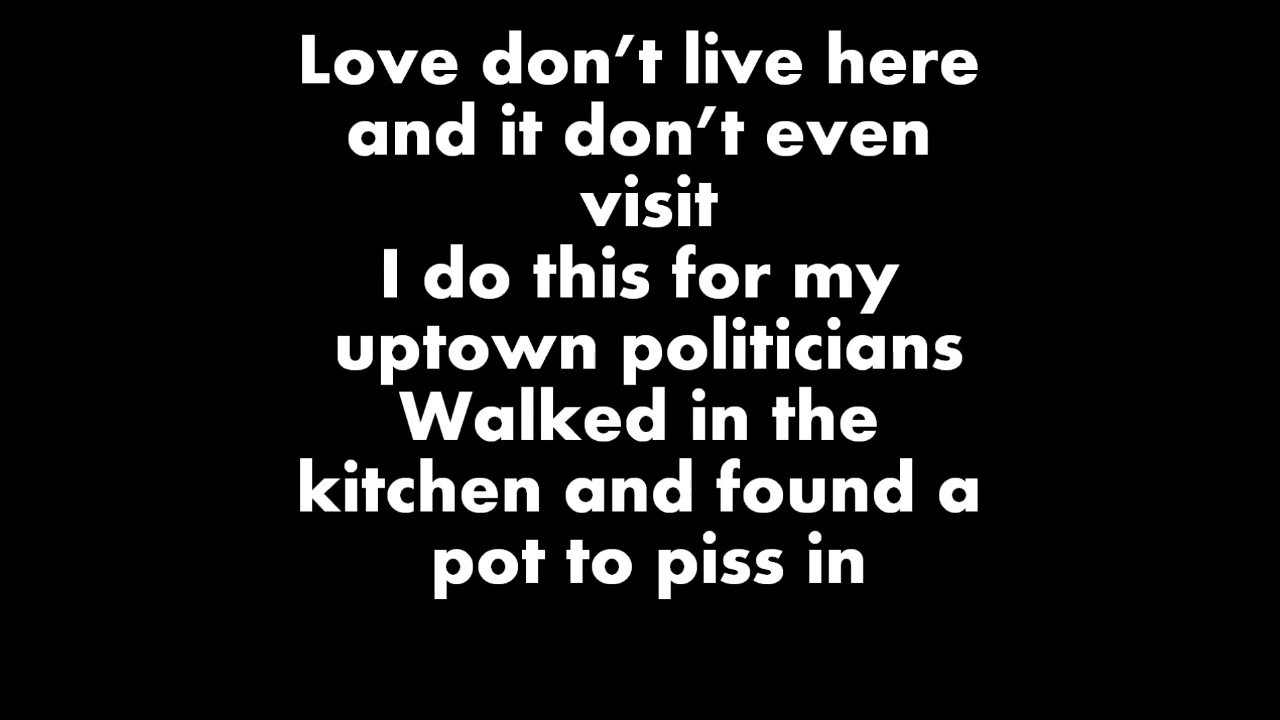 Love don’t live here
and it don’t even
visit
I do this for my
uptown politicians
Walked in the
kitchen and found a
pot to piss in